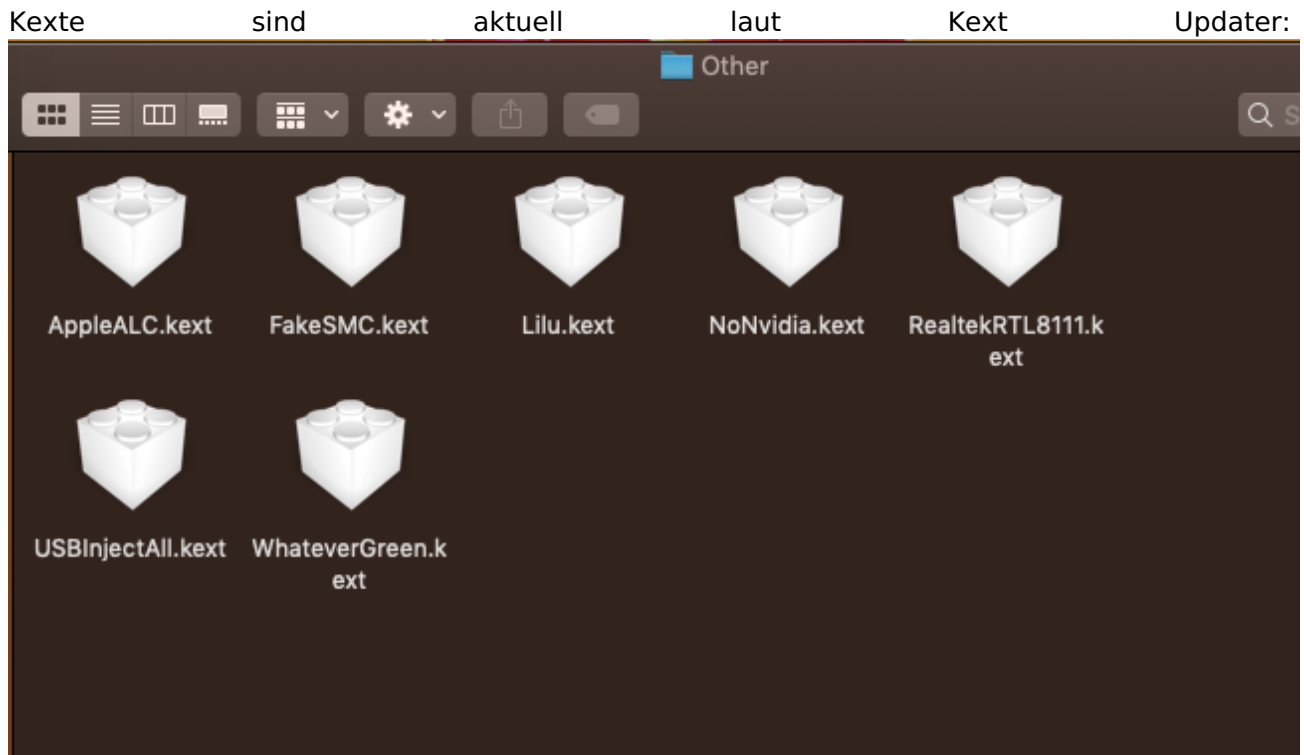 Kexte sind aktuell laut Kext Updater:
Other
S
AppleALC.kext FakeSMC.kext Lilu.kext NoNvidia.kext RealtekRTL8111.k
ext
USBInjectAll.kext WhateverGreen.k
ext